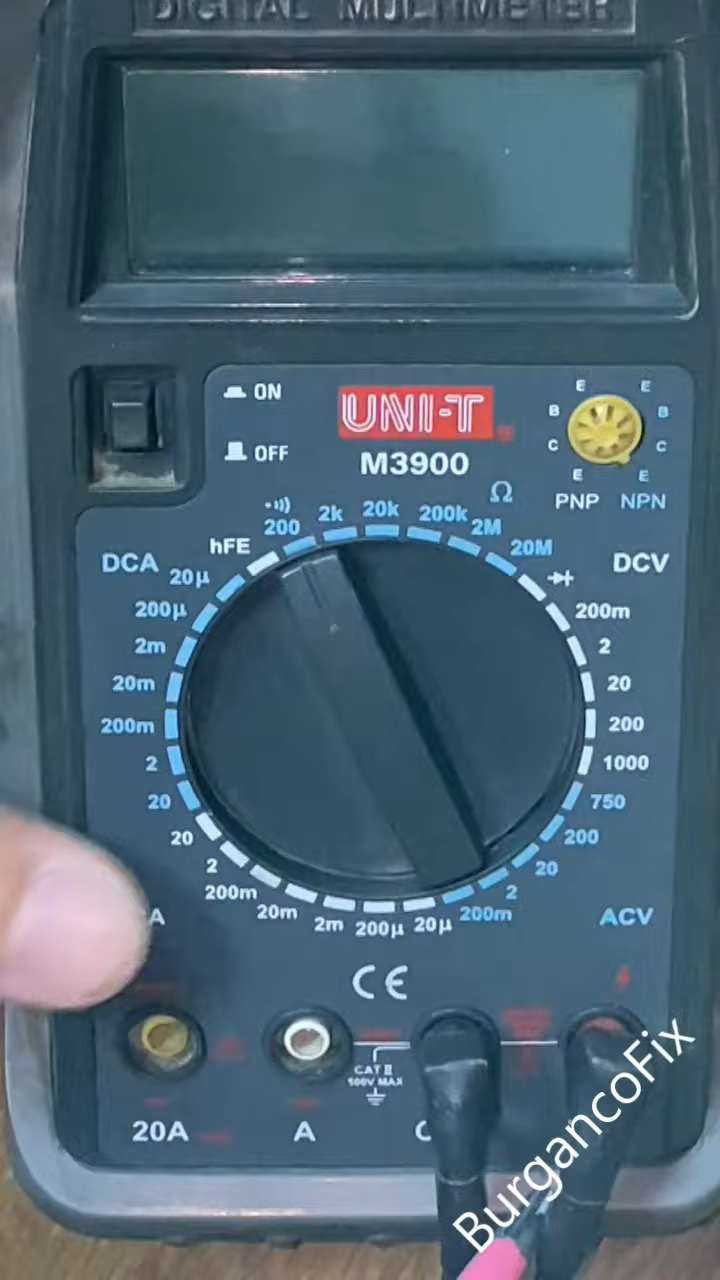 DIGITAL MULTIMETER
ON
OFF
UNI-T
M3900
E E
B B
C C
E E
PNP NPN
Ω
200 2k 20k 200k 2M 20M
hFE
DCA
20μ
200μ
2m
20m
200m
2
20
DCV
200m
2
20
200
1000
750
200
20
2
200m
ACV
20
2
200m
20m
2m
200μ
20μ
A
CE
CAT II
500V MAX
20A
A
BurgancoFix